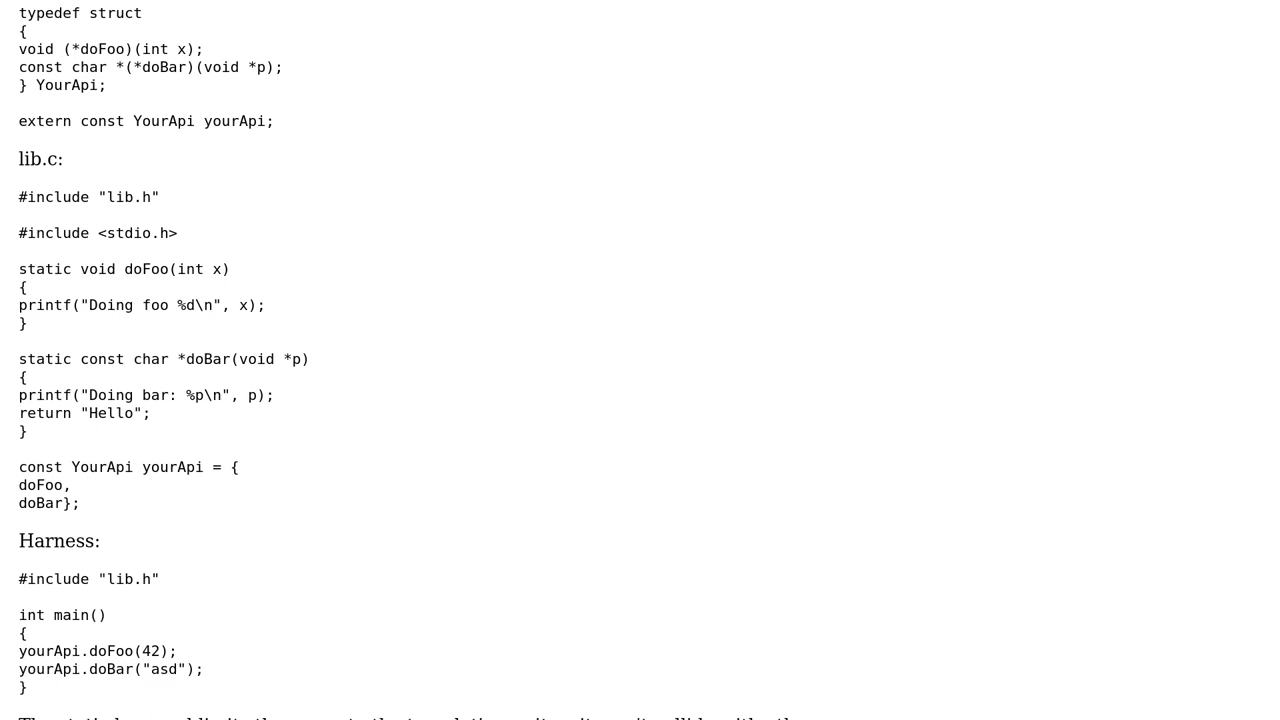 typedef struct
{
void (*doFoo)(int x);
const char *(*doBar)(void *p);
} YourApi;
extern const YourApi yourApi;
lib.c:
#include "lib.h"
#include <stdio.h>
static void doFoo(int x)
{
printf("Doing foo %d\n", x);
}
static const char *doBar(void *p)
{
printf("Doing bar: %p\n", p);
return "Hello";
}
const YourApi yourApi = {
doFoo,
doBar};
Harness:
#include "lib.h"
int main()
{
yourApi.doFoo(42);
yourApi.doBar("asd");
}